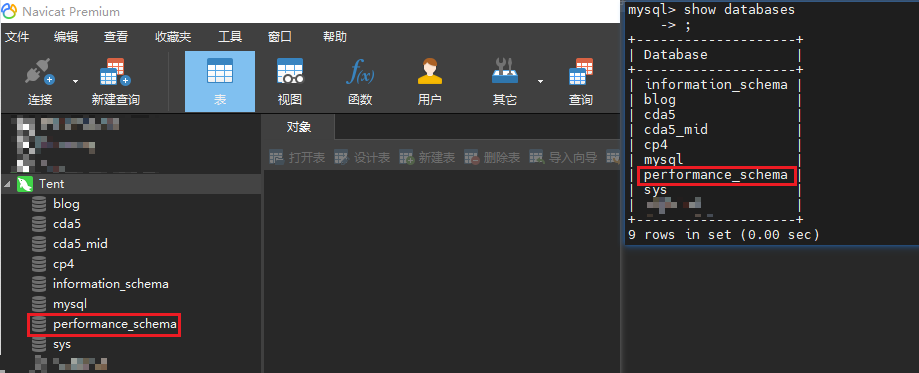 Navicat Premium
文件 编辑 查看 收藏夹 工具 窗口 帮助
连接 新建查询 表 视图 f(x) 函数 用户 其它 查询
对象
打开表 设计表 新建表 删除表 导入向导
Tent
blog
cda5
cda5_mid
cp4
information_schema
mysql
performance_schema
sys
mysql> show databases
    -> ;
+--------------------+
| Database           |
+--------------------+
| information_schema |
| blog               |
| cda5               |
| cda5_mid           |
| cp4                |
| mysql              |
| performance_schema |
| sys                |
+--------------------+
9 rows in set (0.00 sec)